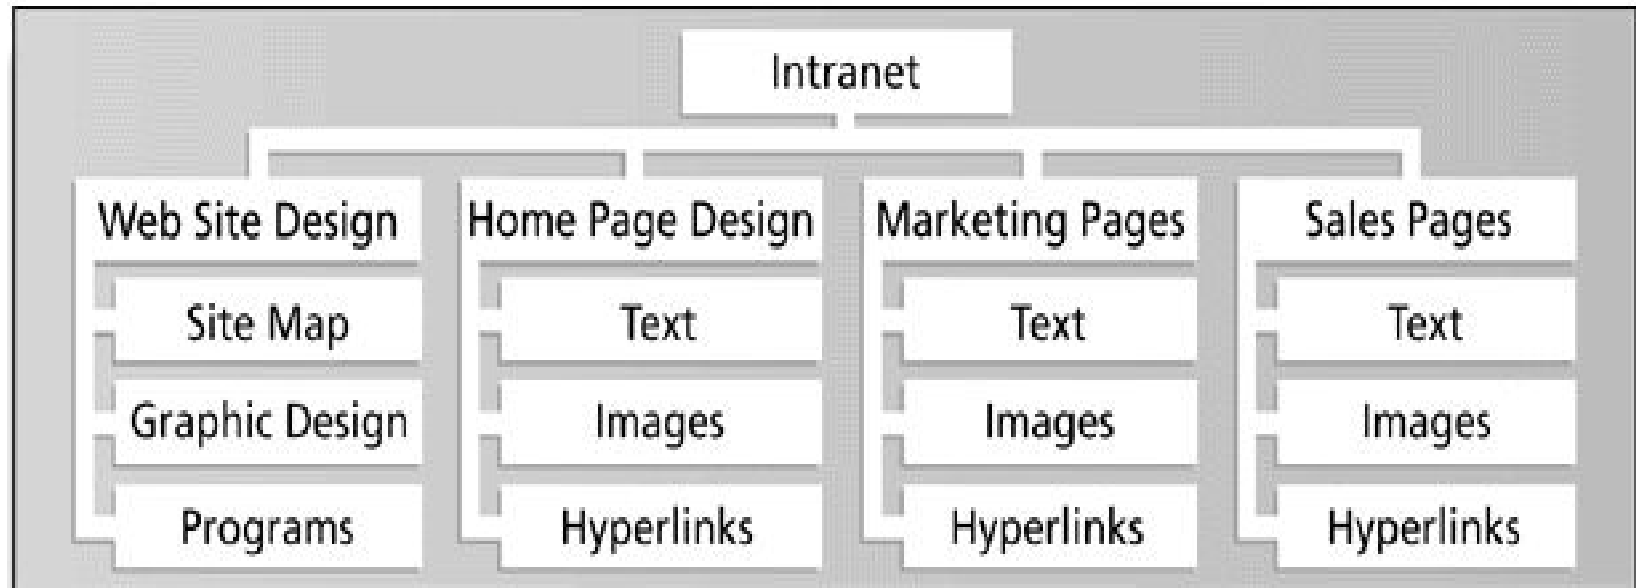 Intranet
Web Site Design
Site Map
Graphic Design
Programs
Home Page Design
Text
Images
Hyperlinks
Marketing Pages
Text
Images
Hyperlinks
Sales Pages
Text
Images
Hyperlinks